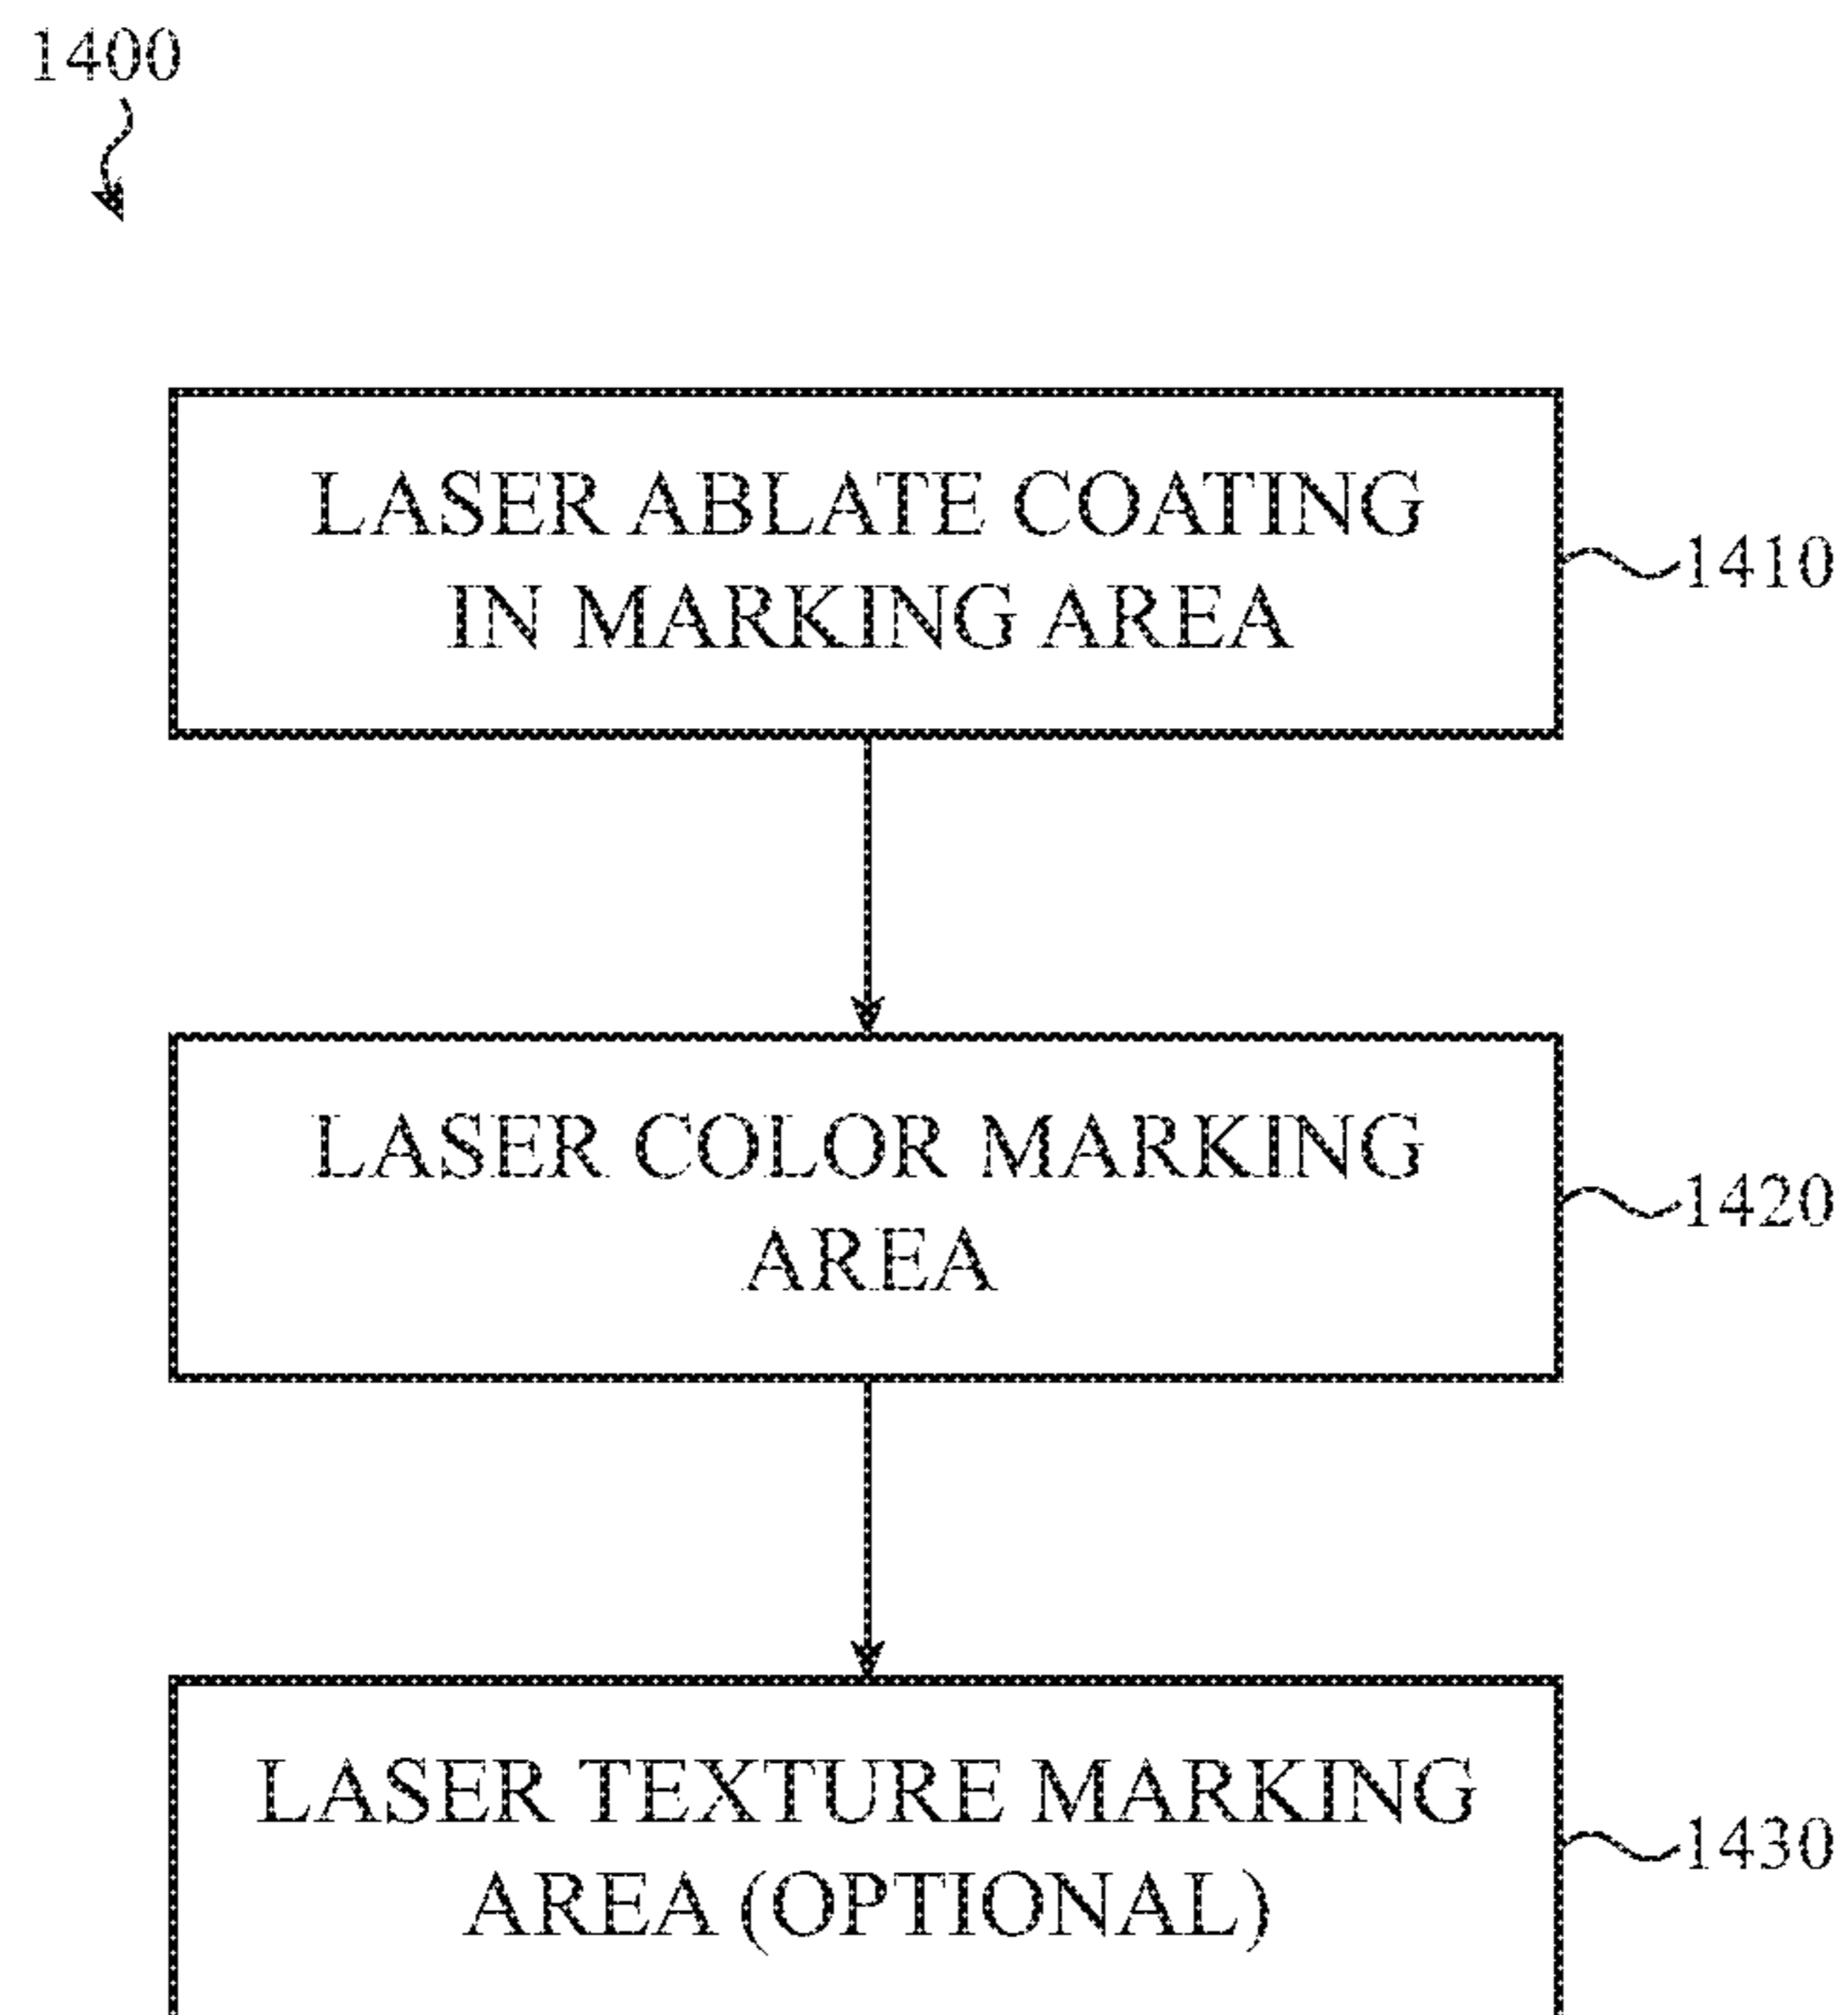 1400
LASER ABLATE COATING
IN MARKING AREA
1410
LASER COLOR MARKING
AREA
1420
LASER TEXTURE MARKING
AREA (OPTIONAL)
1430